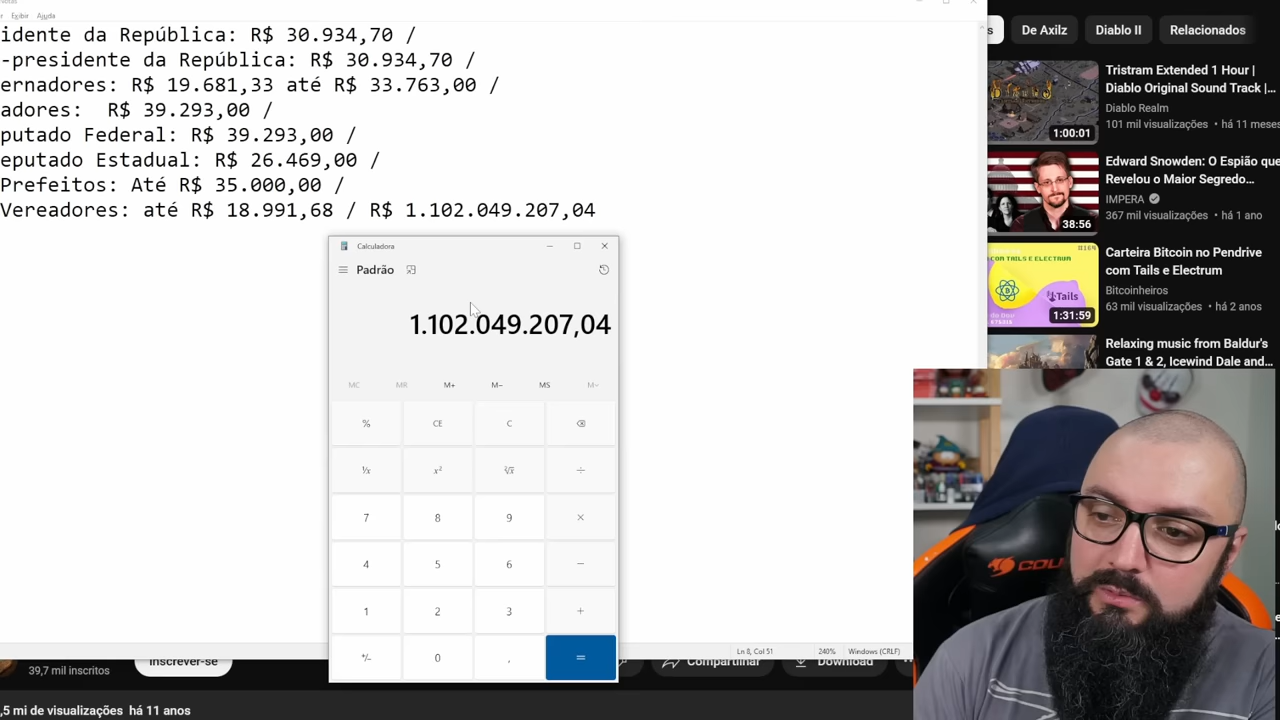 Exibir Ajuda
idente da República: R$ 30.934,70 /
-presidente da República: R$ 30.934,70 /
ernadores: R$ 19.681,33 até R$ 33.763,00 /
adores: R$ 39.293,00 /
putado Federal: R$ 39.293,00 /
eputado Estadual: R$ 26.469,00 /
Prefeitos: Até R$ 35.000,00 /
Vereadores: até R$ 18.991,68 / R$ 1.102.049.207,04
Calculadora
Padrão
1.102.049.207,04
MC MR M+ M− MS M~
% CE C
¹/x x² ²√x ÷
7 8 9 ×
4 5 6 −
1 2 3 +
+/− 0 , =
Ln 8, Col 51 240% Windows (CRLF)
39,7 mil inscritos
Inscrever-se
Compartilhar
Download
,5 mi de visualizações há 11 anos
s De Axilz Diablo II Relacionados
Tristram Extended 1 Hour |
Diablo Original Sound Track |...
Diablo Realm
101 mil visualizações • há 11 meses
1:00:01
Edward Snowden: O Espião que
Revelou o Maior Segredo...
IMPERA
367 mil visualizações • há 1 ano
38:56
Carteira Bitcoin no Pendrive
com Tails e Electrum
Bitcoinheiros
63 mil visualizações • há 2 anos
COM TAILS E ELECTRUM
#164
Tails
1:31:59
Relaxing music from Baldur's
Gate 1 & 2, Icewind Dale and...